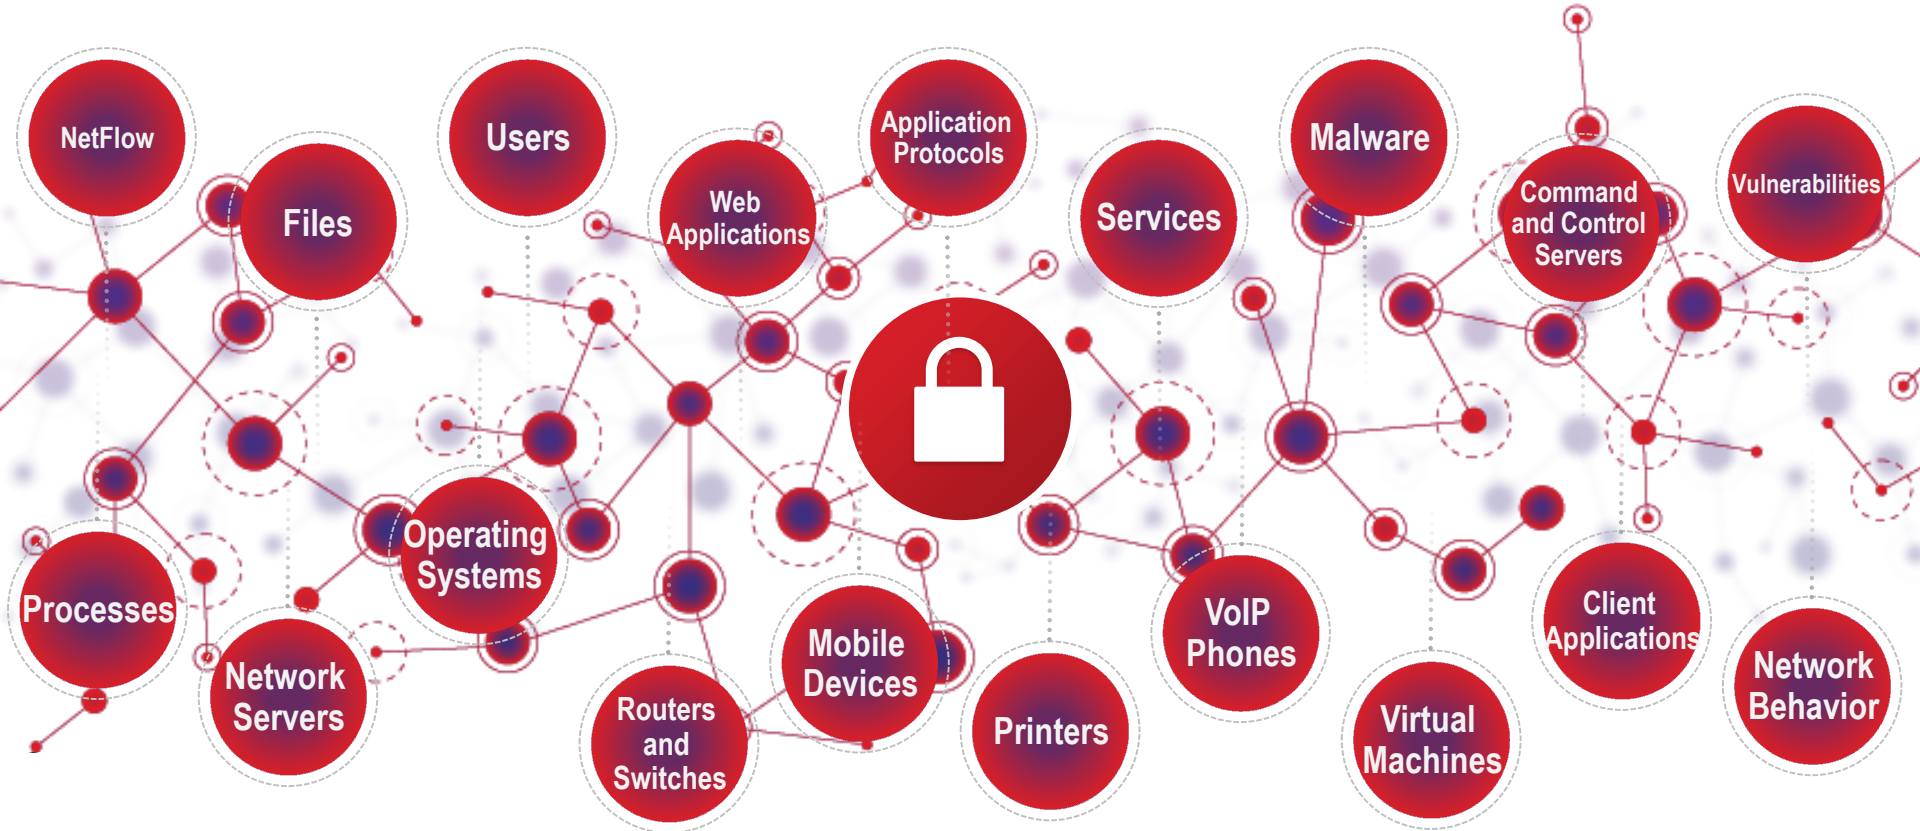 NetFlow
Files
Users
Web
Applications
Application
Protocols
Services
Malware
Command
and Control
Servers
Vulnerabilities
Processes
Network
Servers
Operating
Systems
Routers
and
Switches
Mobile
Devices
Printers
VoIP
Phones
Virtual
Machines
Client
Applications
Network
Behavior